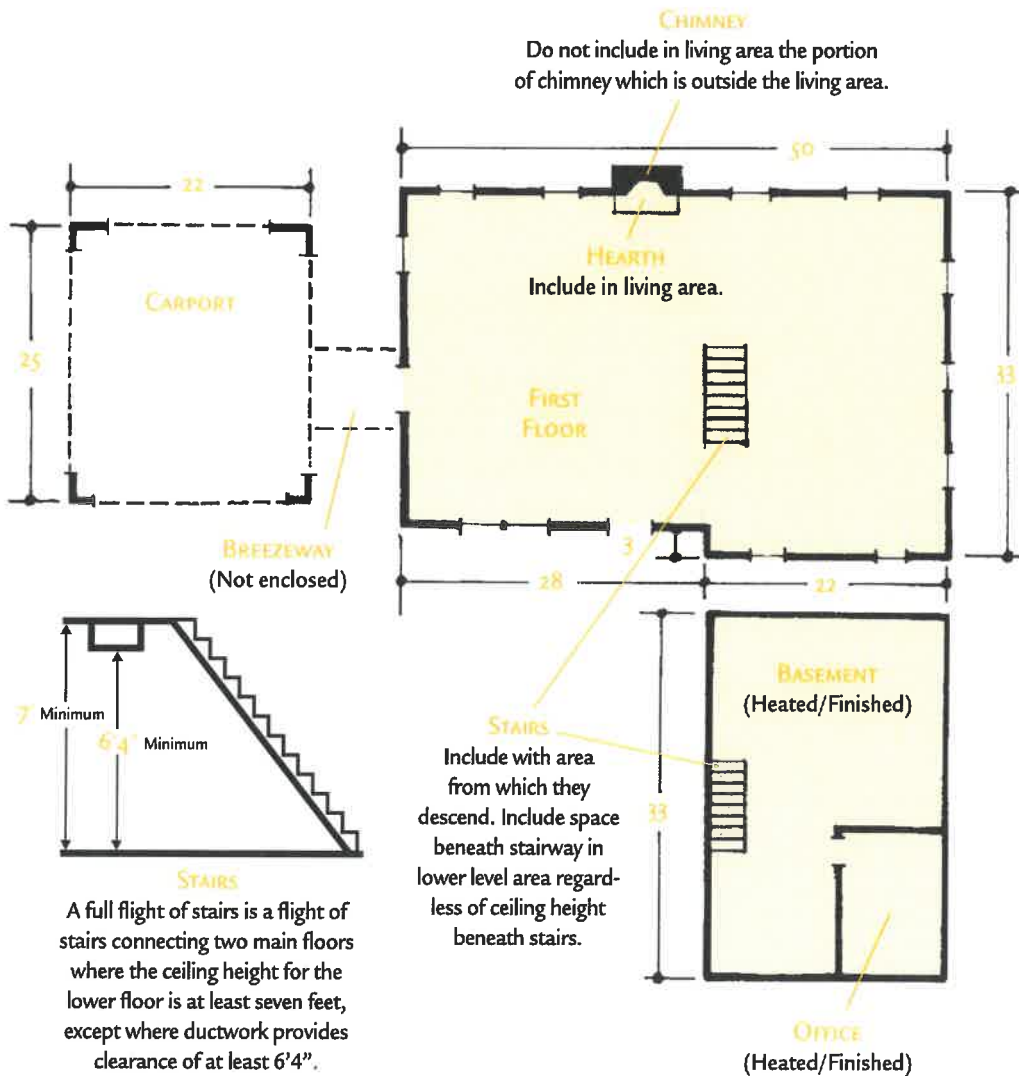 CHIMNEY
Do not include in living area the portion
of chimney which is outside the living area.
50
22
HEARTH
Include in living area.
CARPORT
25
33
FIRST
FLOOR
BREEZEWAY
(Not enclosed)
3
28
22
BASEMENT
(Heated/Finished)
7' Minimum
6'4" Minimum
STAIRS
Include with area
from which they
descend. Include space
beneath stairway in
lower level area regard-
less of ceiling height
beneath stairs.
33
STAIRS
A full flight of stairs is a flight of
stairs connecting two main floors
where the ceiling height for the
lower floor is at least seven feet,
except where ductwork provides
clearance of at least 6'4".
OFFICE
(Heated/Finished)